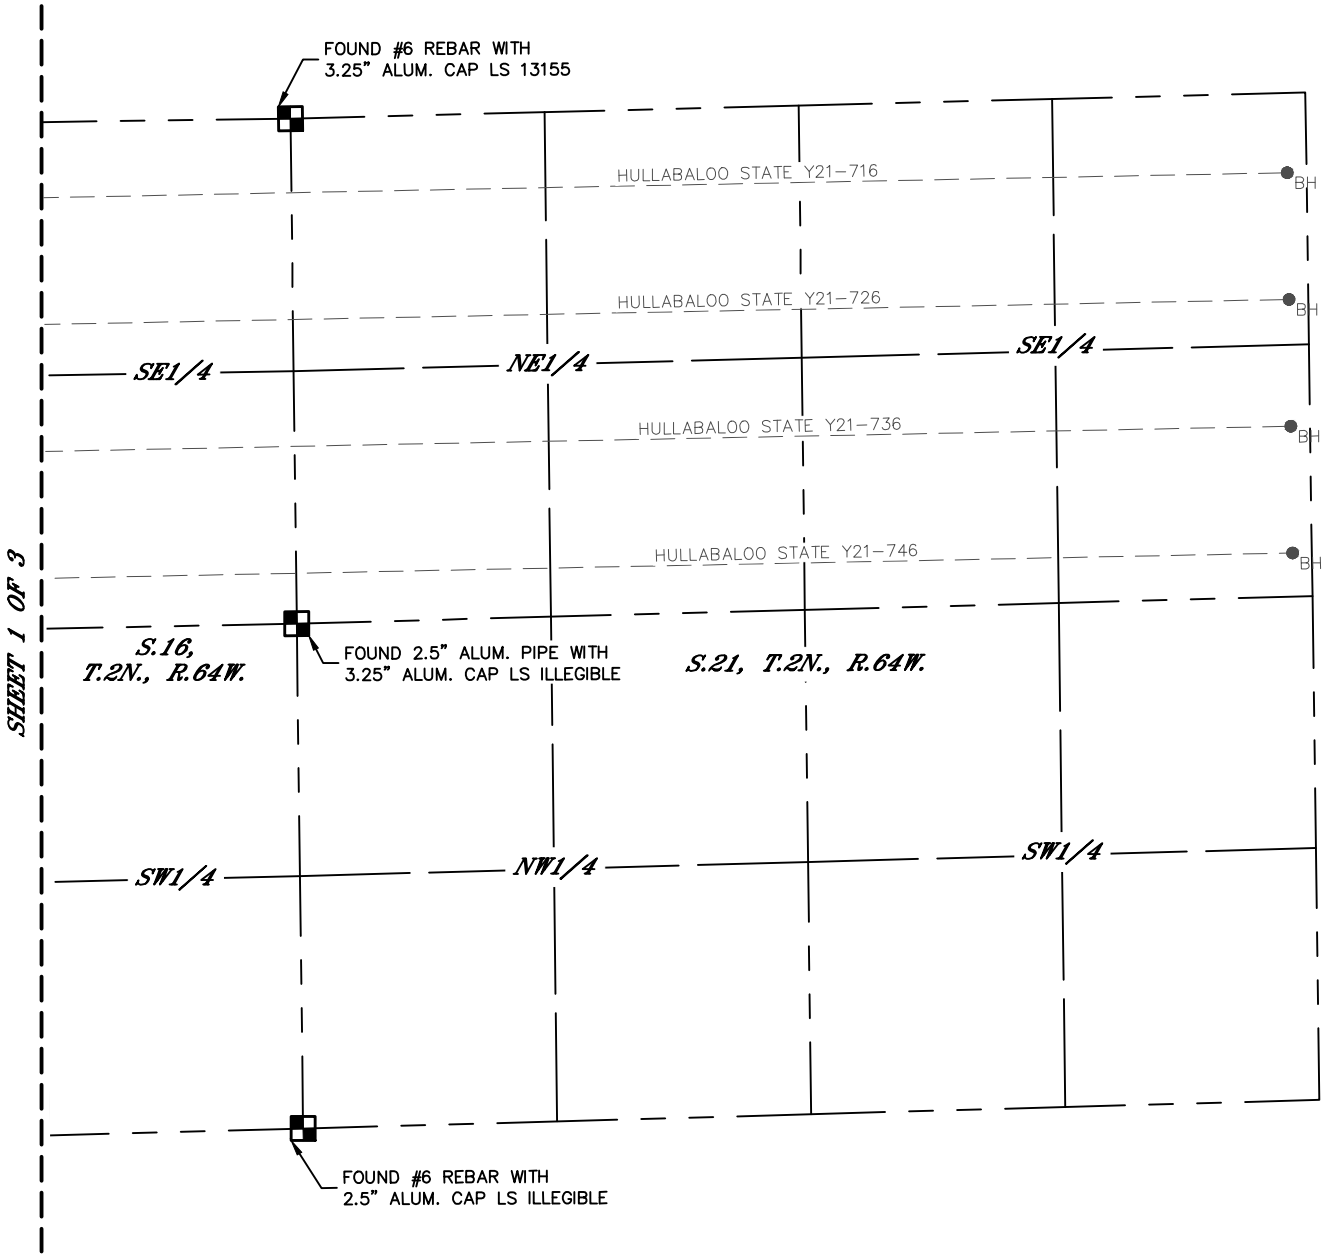 FOUND #6 REBAR WITH
3.25" ALUM. CAP LS 13155
HULLABALOO STATE Y21-716
BH
HULLABALOO STATE Y21-726
BH
SE1/4
NE1/4
SE1/4
HULLABALOO STATE Y21-736
BH
HULLABALOO STATE Y21-746
BH
SHEET 1 OF 3
S.16,
T.2N., R.64W.
FOUND 2.5" ALUM. PIPE WITH
3.25" ALUM. CAP LS ILLEGIBLE
S.21, T.2N., R.64W.
SW1/4
NW1/4
SW1/4
FOUND #6 REBAR WITH
2.5" ALUM. CAP LS ILLEGIBLE